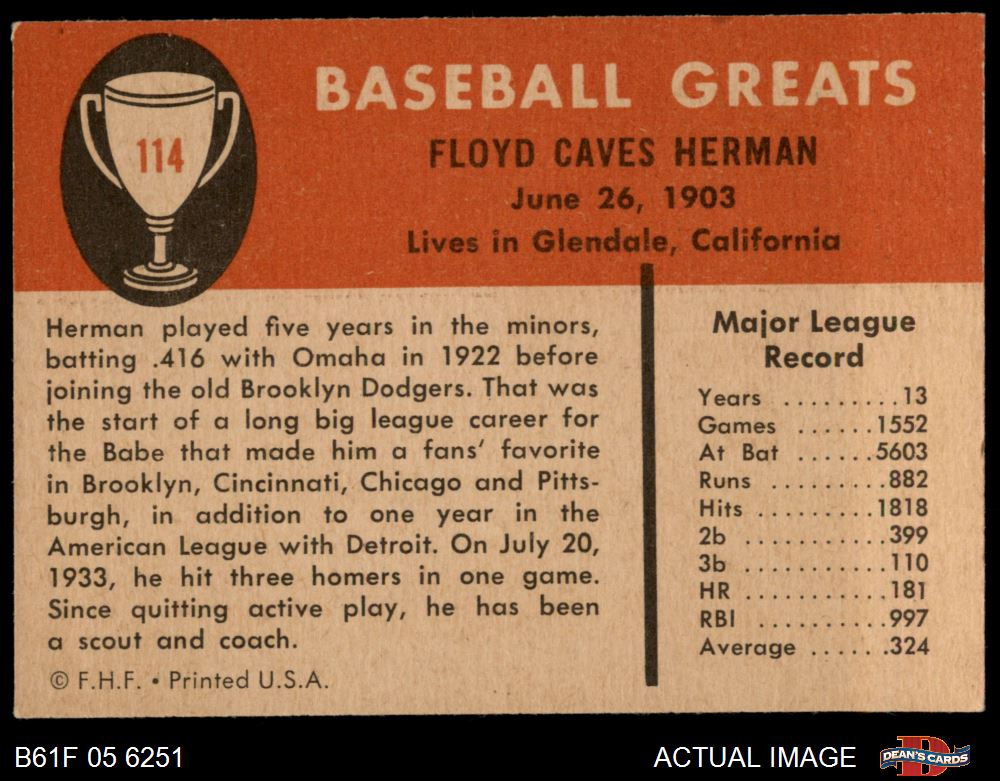 114
BASEBALL GREATS
FLOYD CAVES HERMAN
June 26, 1903
Lives in Glendale, California
Herman played five years in the minors,
batting .416 with Omaha in 1922 before
joining the old Brooklyn Dodgers. That was
the start of a long big league career for
the Babe that made him a fans' favorite
in Brooklyn, Cincinnati, Chicago and Pitts-
burgh, in addition to one year in the
American League with Detroit. On July 20,
1933, he hit three homers in one game.
Since quitting active play, he has been
a scout and coach.
© F.H.F. • Printed U.S.A.
Major League
Record
Years .........13
Games ......1552
At Bat ......5603
Runs .........882
Hits .........1818
2b ...........399
3b ...........110
HR ...........181
RBI ..........997
Average ......324
B61F 05 6251
ACTUAL IMAGE
D
DEAN'S CARDS